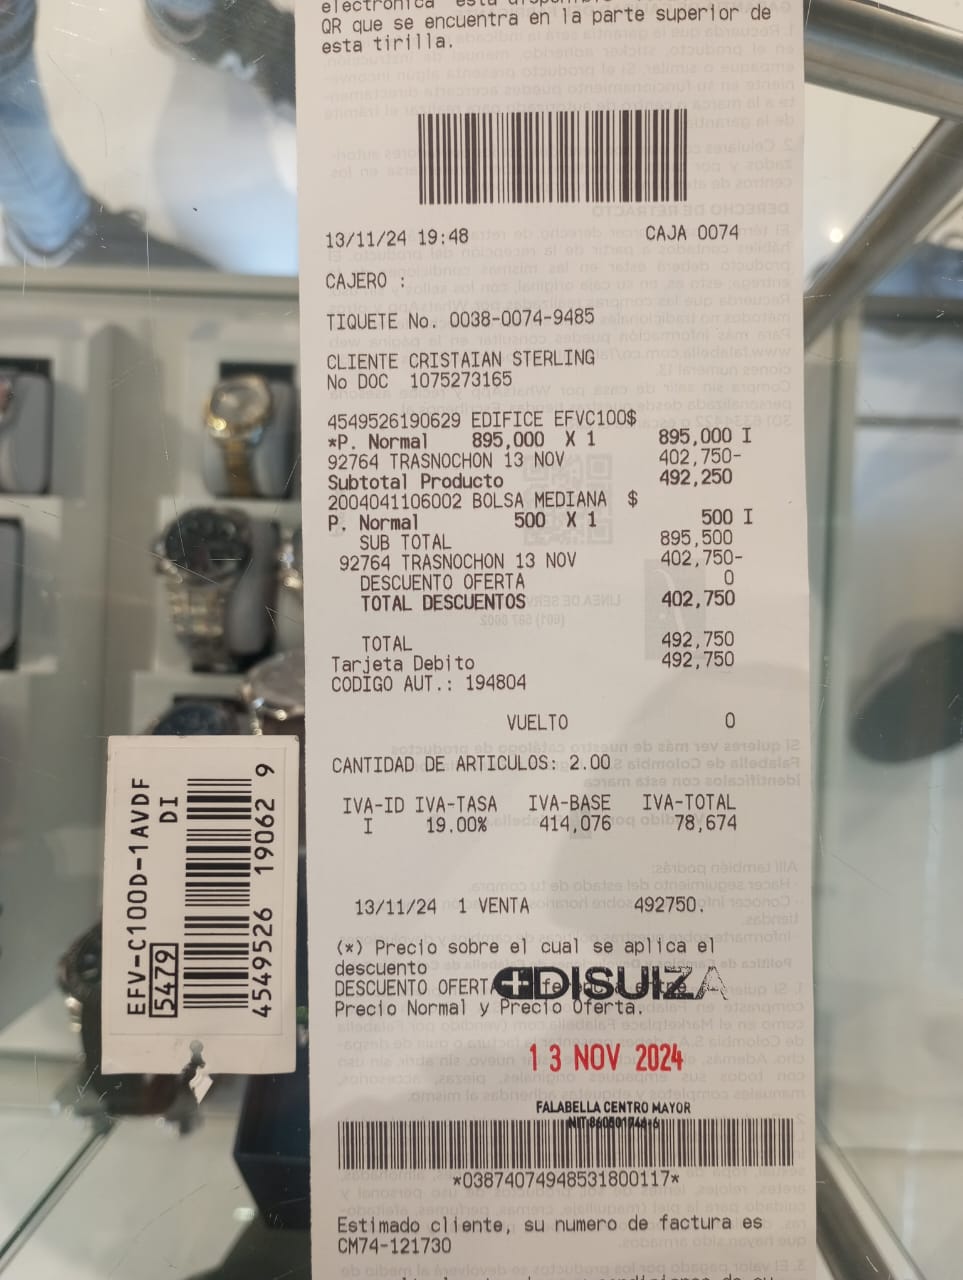 QR que se encuentra en la parte superior de
esta tirilla.
13/11/24 19:48 CAJA 0074
CAJERO :
TIQUETE No. 0038-0074-9485
CLIENTE CRISTAIAN STERLING
No DOC 1075273165
4549526190629 EDIFICE EFVC100$
*P. Normal 895,000 X 1 895,000 I
92764 TRASNOCHON 13 NOV 402,750-
Subtotal Producto 492,250
2004041106002 BOLSA MEDIANA $
P. Normal 500 X 1 500 I
SUB TOTAL 895,500
92764 TRASNOCHON 13 NOV 402,750-
DESCUENTO OFERTA 0
TOTAL DESCUENTOS 402,750
TOTAL 492,750
Tarjeta Debito 492,750
CODIGO AUT.: 194804
VUELTO 0
CANTIDAD DE ARTICULOS: 2.00
IVA-ID IVA-TASA IVA-BASE IVA-TOTAL
I 19.00% 414,076 78,674
13/11/24 1 VENTA 492750.
(*) Precio sobre el cual se aplica el
descuento
DESCUENTO OFERTA
DISUIZA
Precio Normal y Precio Oferta.
13 NOV 2024
FALABELLA CENTRO MAYOR
*03874074948531800117*
Estimado cliente, su numero de factura es
CM74-121730
EFV-C100D-1AVDF
DI
5479
4549526 19062 9